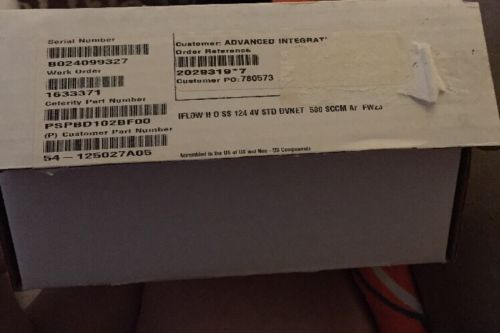 Serial Number
B024099327
Work Order
1633371
Celerity Part Number
PSPBD102BF00
(P) Customer Part Number
54-125027A05
Customer: ADVANCED INTEGRAT
Order Reference
2029319*7
Customer PO:780573
IFLOW II O SS 124 4V STD DVNET 500 SCCM Ar FW23
Assembled in the US of US and Non - US Components